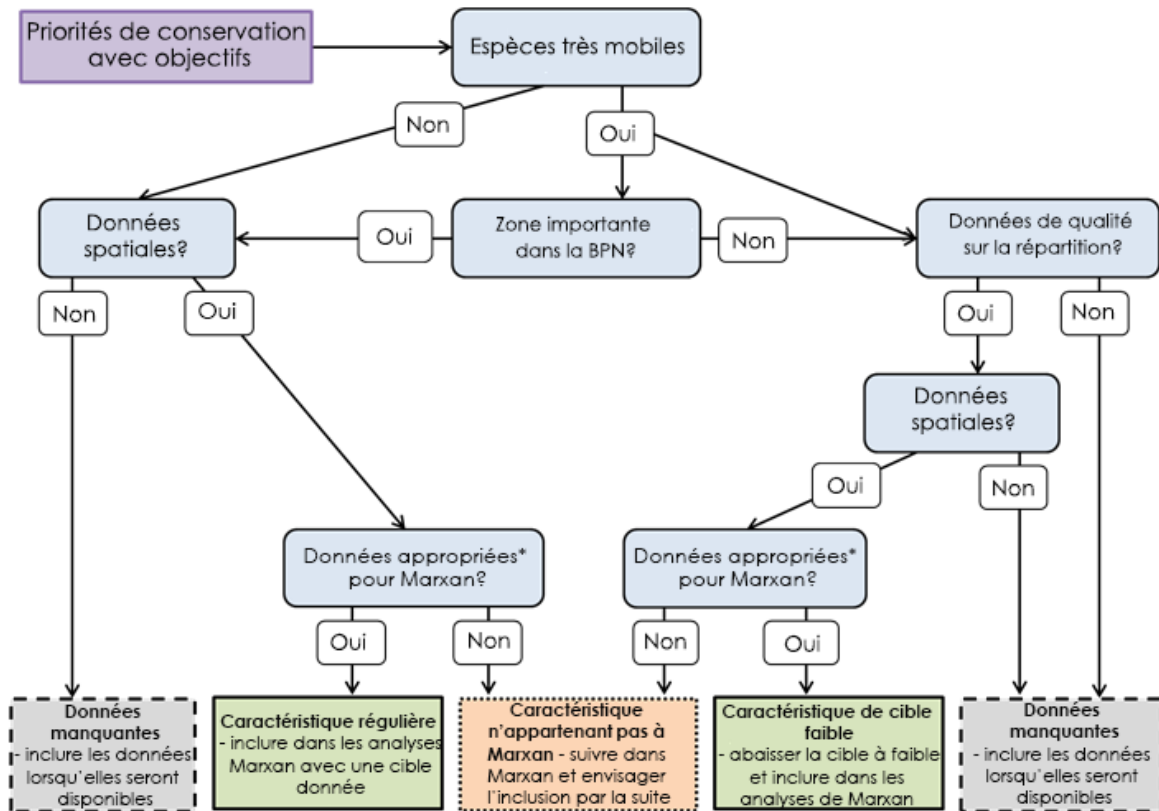 Priorités de conservation
avec objectifs
Espèces très mobiles
Non
Oui
Données
spatiales?
Oui
Zone importante
dans la BPN?
Non
Données de qualité
sur la répartition?
Non
Oui
Oui
Non
Données
spatiales?
Oui
Non
Données appropriées*
pour Marxan?
Données appropriées*
pour Marxan?
Oui
Non
Non
Oui
Données
manquantes
- inclure les données
lorsqu'elles seront
disponibles
Caractéristique régulière
- inclure dans les analyses
Marxan avec une cible
donnée
Caractéristique
n'appartenant pas à
Marxan - suivre dans
Marxan et envisager
l'inclusion par la suite
Caractéristique de cible
faible
- abaisser la cible à faible
et inclure dans les
analyses de Marxan
Données
manquantes
- inclure les données
lorsqu'elles seront
disponibles